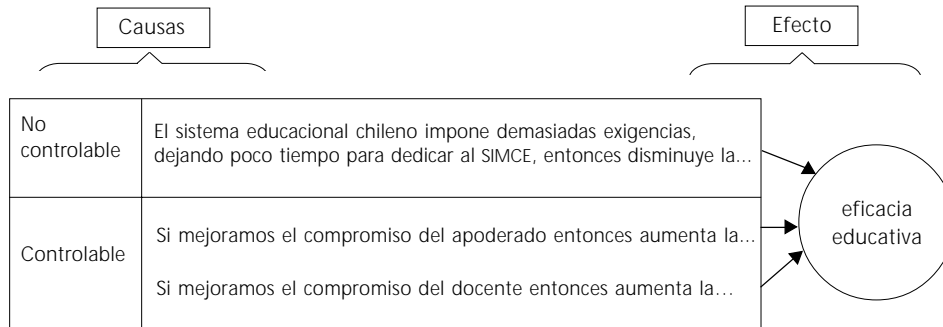 Causas
Efecto
No
controlable
El sistema educacional chileno impone demasiadas exigencias,
dejando poco tiempo para dedicar al SIMCE, entonces disminuye la...
Controlable
Si mejoramos el compromiso del apoderado entonces aumenta la...
Si mejoramos el compromiso del docente entonces aumenta la...
eficacia
educativa